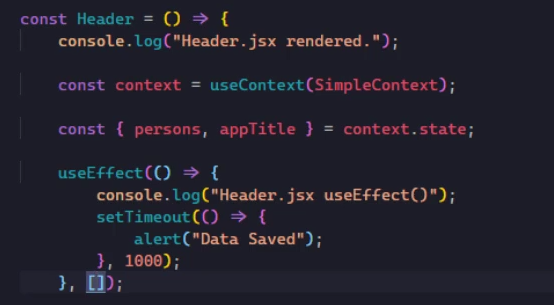 const Header = () => {
    console.log("Header.jsx rendered.");
    const context = useContext(SimpleContext);
    const { persons, appTitle } = context.state;
    useEffect(() => {
        console.log("Header.jsx useEffect()");
        setTimeout(() => {
            alert("Data Saved");
        }, 1000);
    }, []);